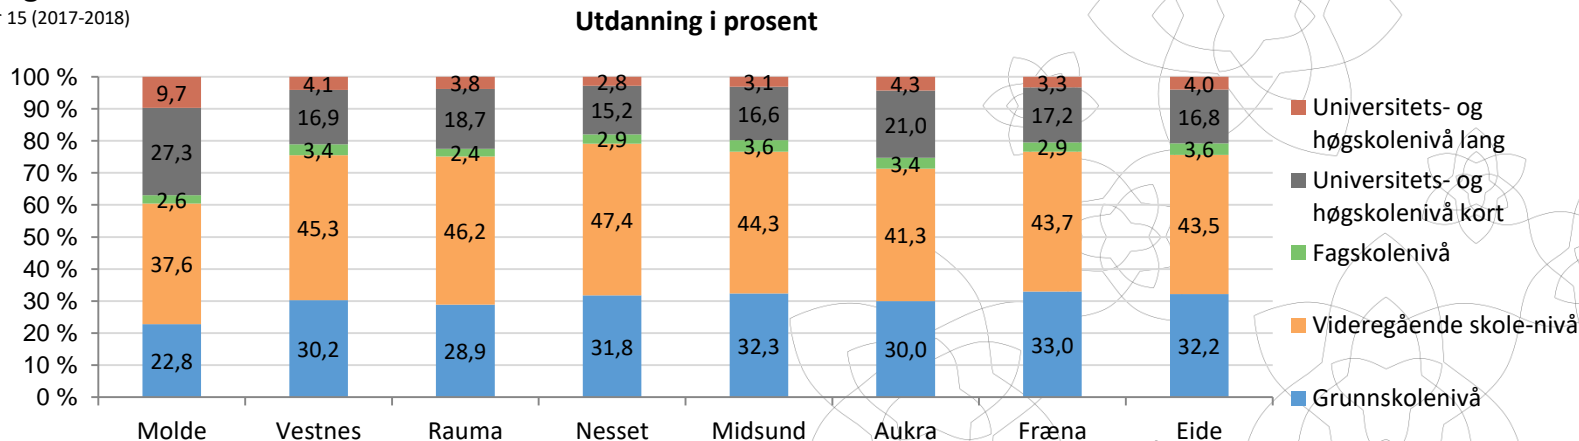 15 (2017-2018)
Utdanning i prosent
100 %
90 %
80 %
70 %
60 %
50 %
40 %
30 %
20 %
10 %
0 %
9,7 4,1 3,8 2,8 3,1 4,3 3,3 4,0
27,3 16,9 18,7 15,2 16,6 21,0 17,2 16,8
2,6 3,4 2,4 2,9 3,6 3,4 2,9 3,6
37,6 45,3 46,2 47,4 44,3 41,3 43,7 43,5
22,8 30,2 28,9 31,8 32,3 30,0 33,0 32,2
Molde Vestnes Rauma Nesset Midsund Aukra Fræna Eide
Universitets- og
høgskolenivå lang
Universitets- og
høgskolenivå kort
Fagskolenivå
Videregående skole-nivå
Grunnskolenivå